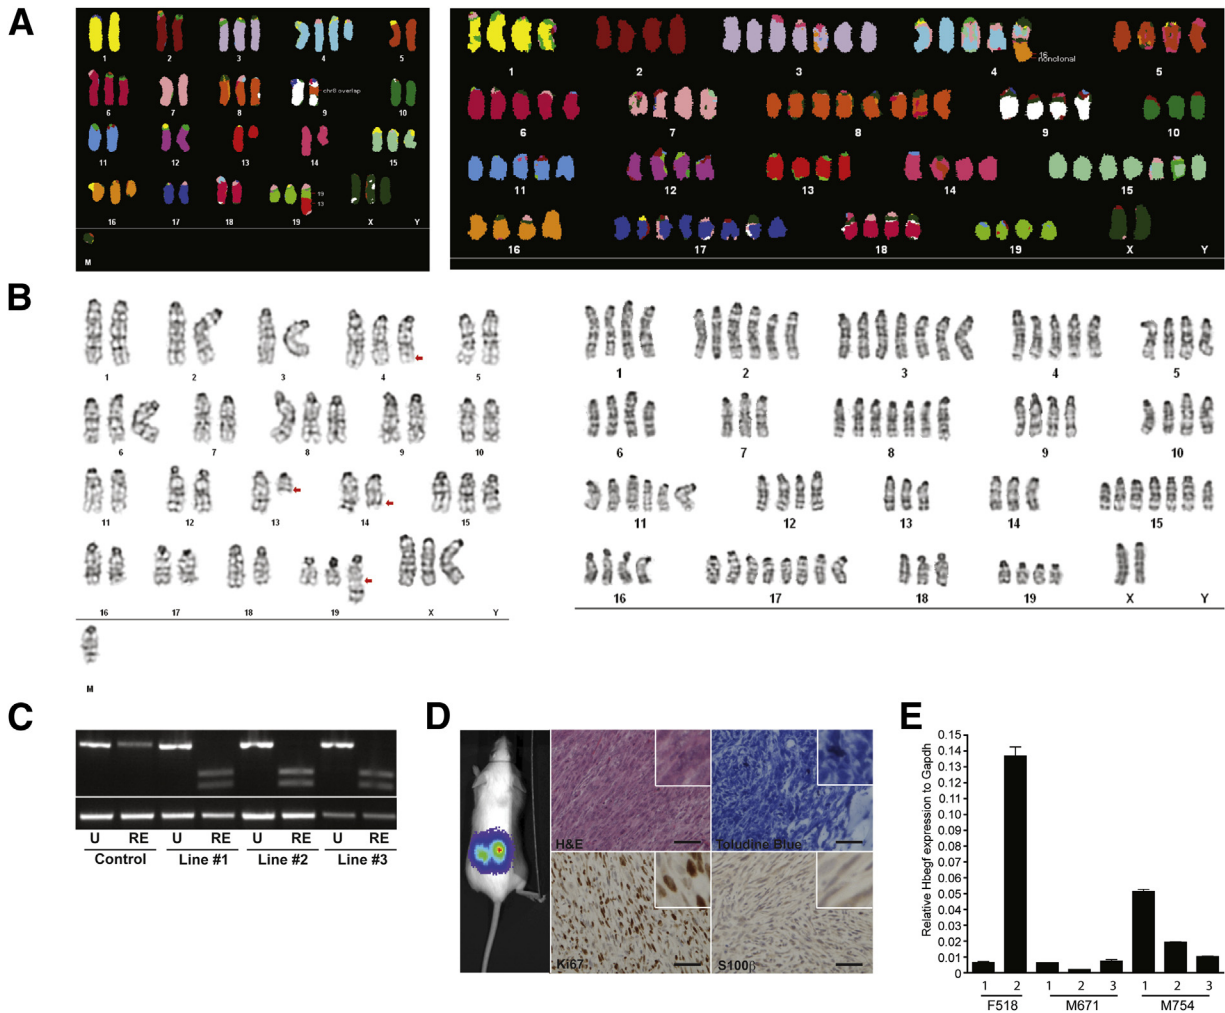 A
1 2 3 4 5
chr8 overlap
6 7 8 9 10
11 12 13 14 15
19
13
16 17 18 19 X Y
M
16
nonclonal
1 2 3 4 5
6 7 8 9 10
11 12 13 14 15
16 17 18 19 X Y
B
1 2 3 4 5
6 7 8 9 10
11 12 13 14 15
16 17 18 19 X Y
M
1 2 3 4 5
6 7 8 9 10
11 12 13 14 15
16 17 18 19 X Y
C
U RE U RE U RE U RE
Control Line #1 Line #2 Line #3
D
H&E
Toludine Blue
Ki67
S100β
E
Relative Hbegf expression to Gapdh
0.15
0.14
0.13
0.12
0.11
0.10
0.09
0.08
0.07
0.06
0.05
0.04
0.03
0.02
0.01
0
1 2 1 2 3 1 2 3
F518 M671 M754